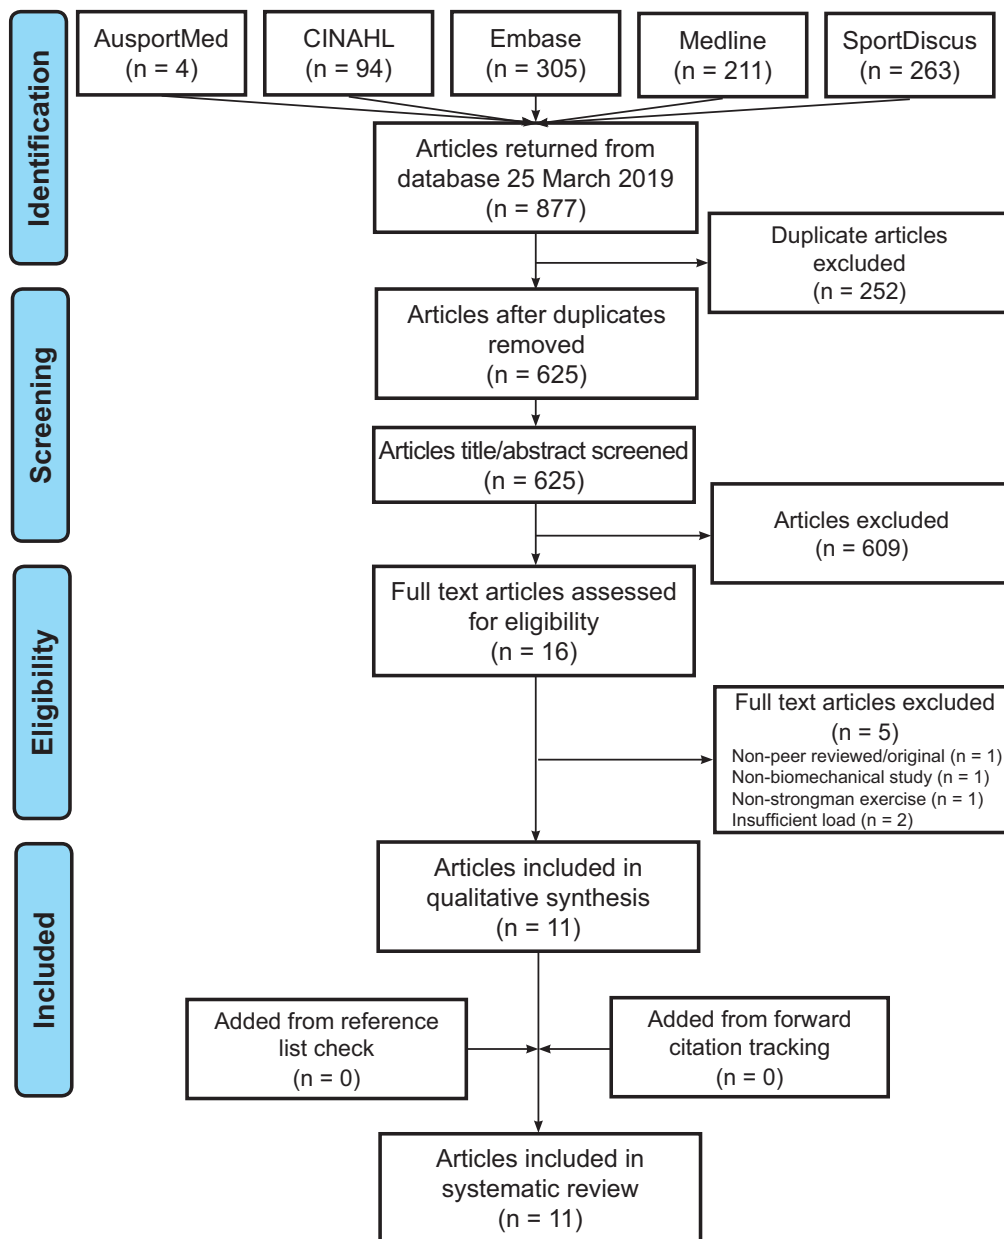 Identification
AusportMed
(n = 4)
CINAHL
(n = 94)
Embase
(n = 305)
Medline
(n = 211)
SportDiscus
(n = 263)
Articles returned from
database 25 March 2019
(n = 877)
Duplicate articles
excluded
(n = 252)
Screening
Articles after duplicates
removed
(n = 625)
Articles title/abstract screened
(n = 625)
Articles excluded
(n = 609)
Eligibility
Full text articles assessed
for eligibility
(n = 16)
Full text articles excluded
(n = 5)
Non-peer reviewed/original (n = 1)
Non-biomechanical study (n = 1)
Non-strongman exercise (n = 1)
Insufficient load (n = 2)
Included
Articles included in
qualitative synthesis
(n = 11)
Added from reference
list check
(n = 0)
Added from forward
citation tracking
(n = 0)
Articles included in
systematic review
(n = 11)